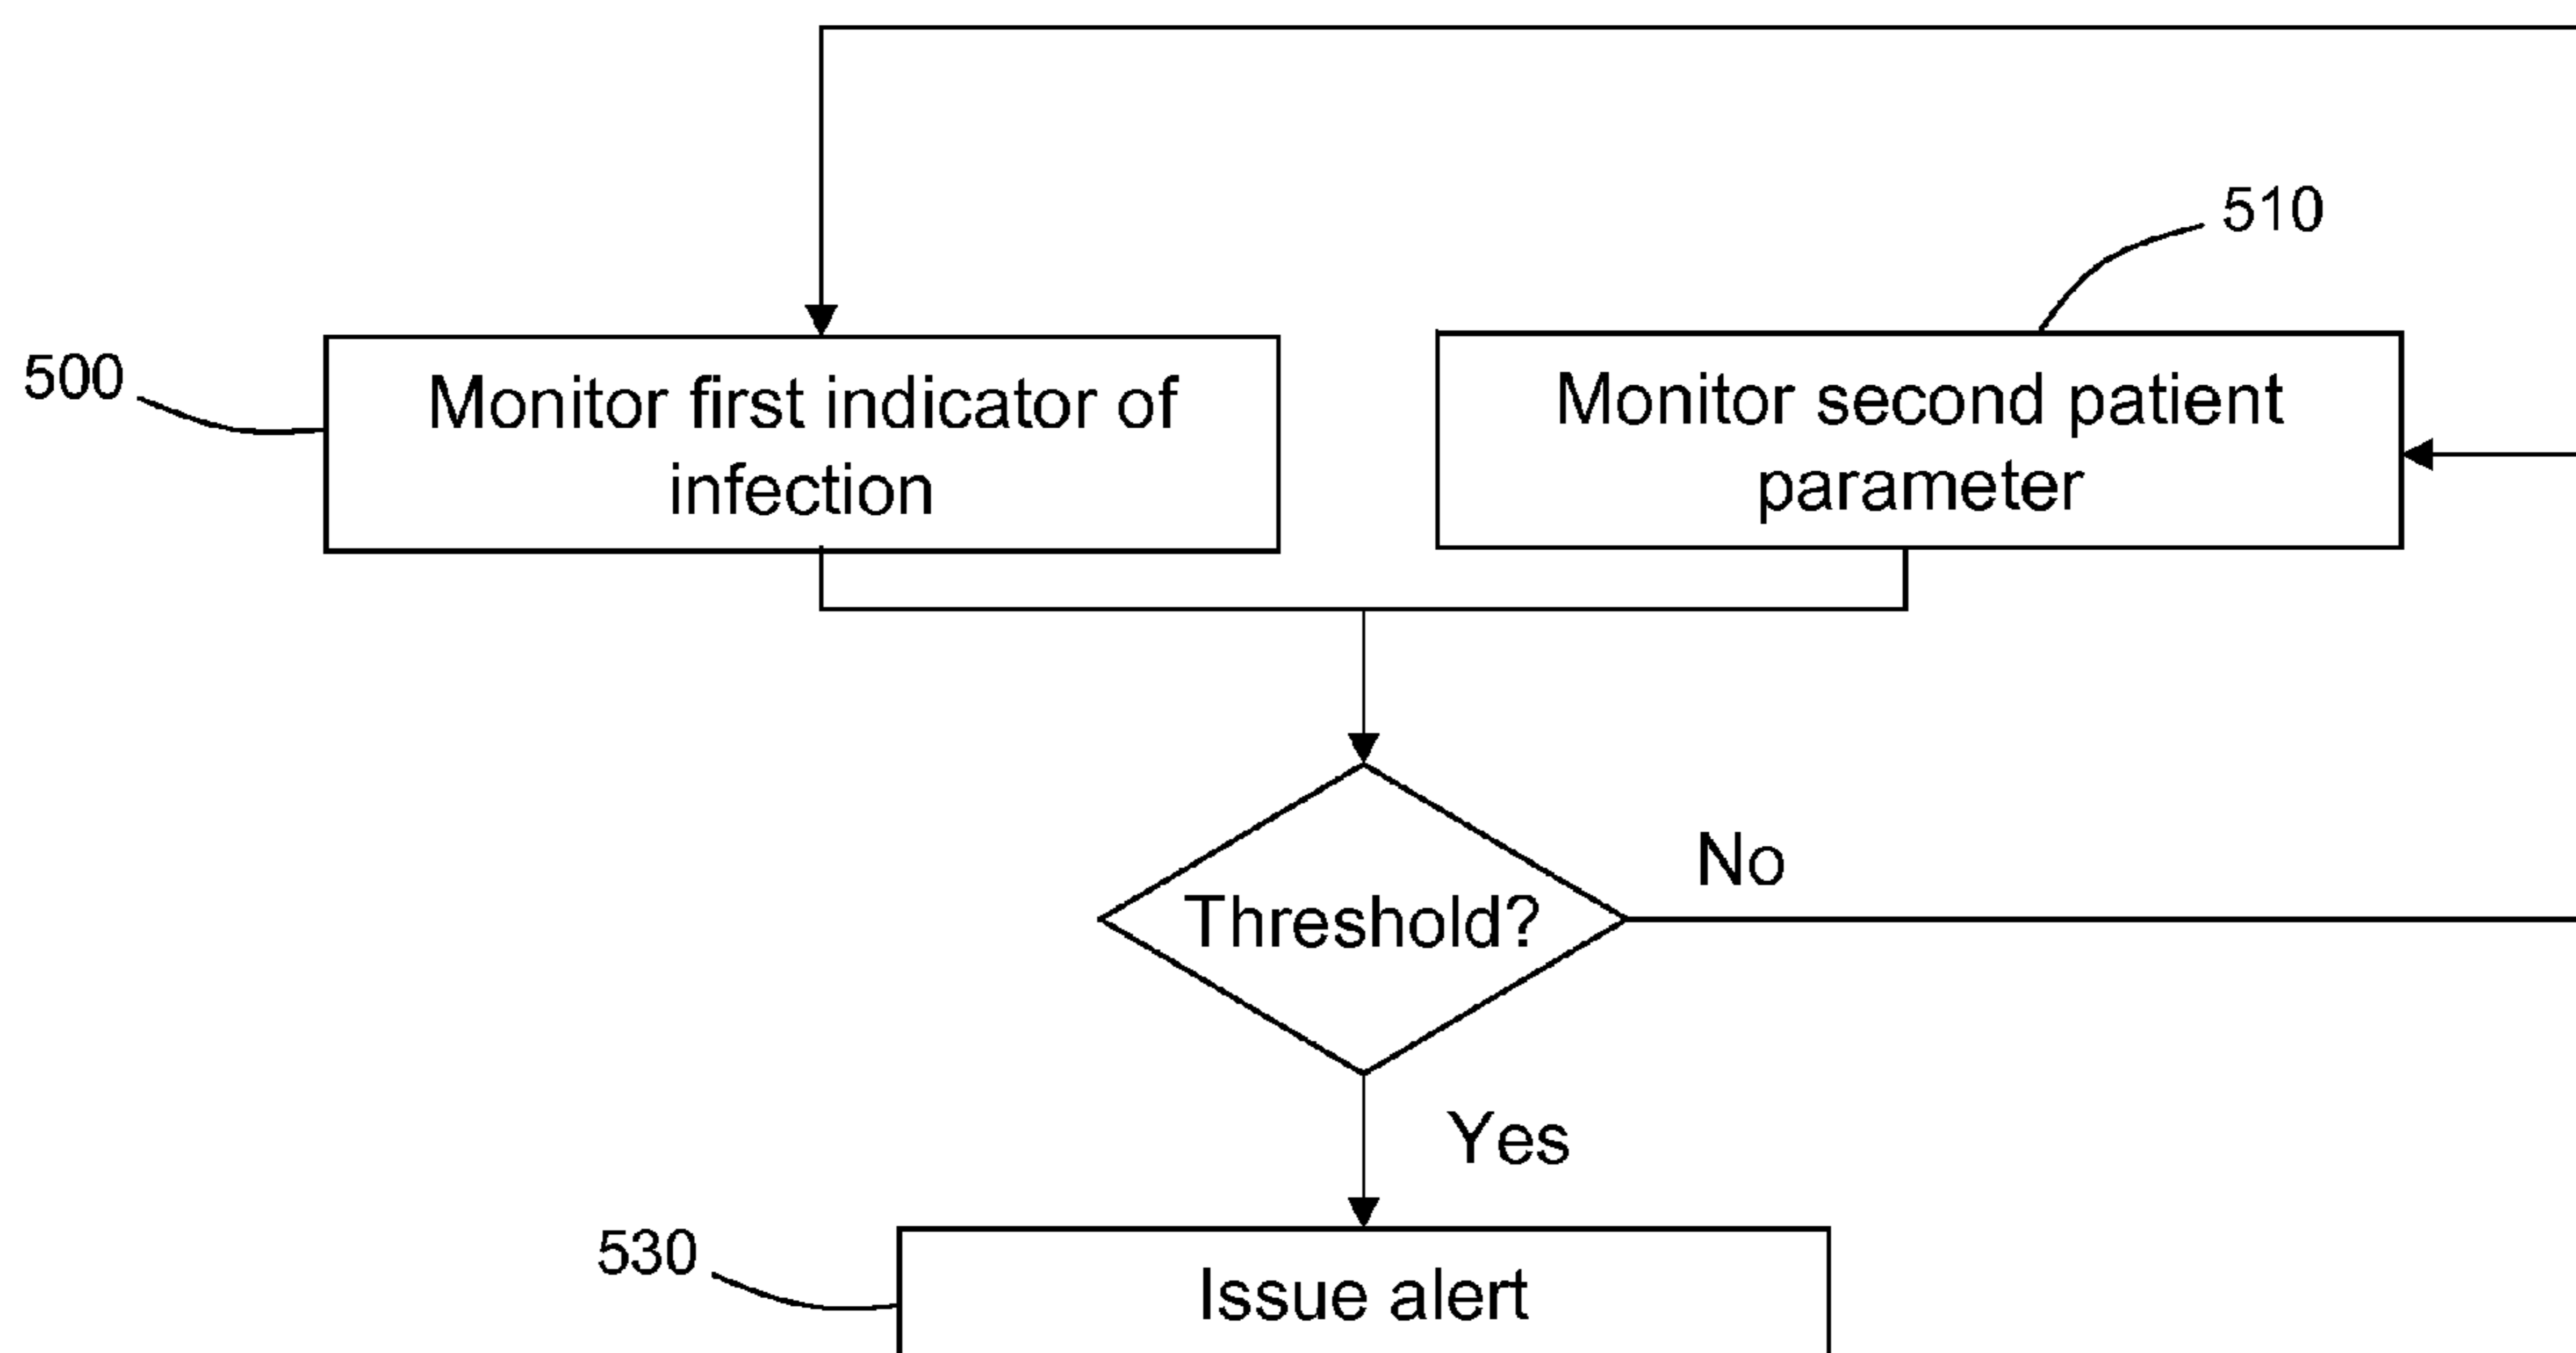 510
500
Monitor first indicator of
infection
Monitor second patient
parameter
No
Threshold?
Yes
530
Issue alert